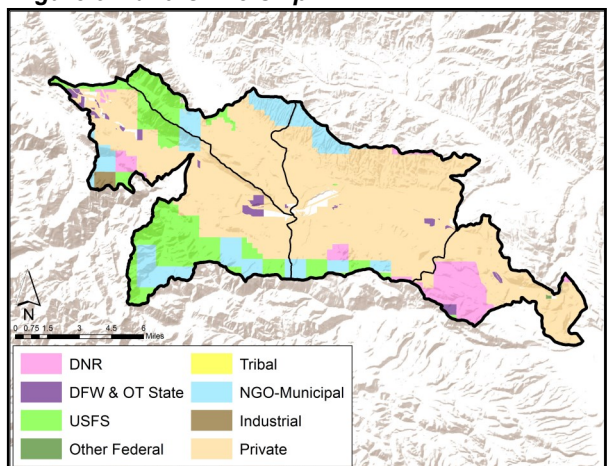 N
0 0.75 1.5 3 4.5 6
Miles
DNR
DFW & OT State
USFS
Other Federal
Tribal
NGO-Municipal
Industrial
Private